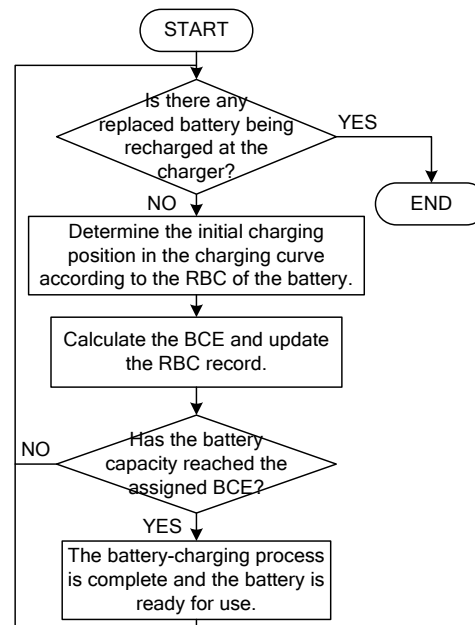 START
Is there any
replaced battery being
recharged at the
charger?
YES
END
NO
Determine the initial charging
position in the charging curve
according to the RBC of the battery.
Calculate the BCE and update
the RBC record.
Has the battery
capacity reached the
assigned BCE?
NO
YES
The battery-charging process
is complete and the battery is
ready for use.